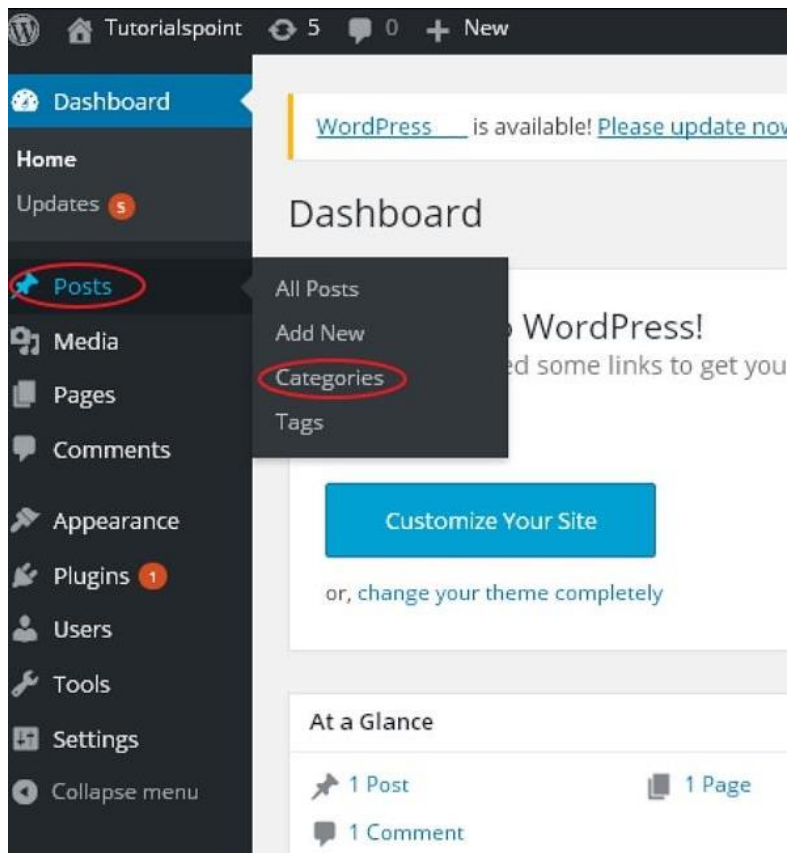 Tutorialspoint 5 0 New
Dashboard
Home
Updates 5
Posts
Media
Pages
Comments
Appearance
Plugins 1
Users
Tools
Settings
Collapse menu
All Posts
Add New
Categories
Tags
WordPress is available! Please update now
Dashboard
WordPress!
some links to get you
Customize Your Site
or, change your theme completely
At a Glance
1 Post 1 Page
1 Comment